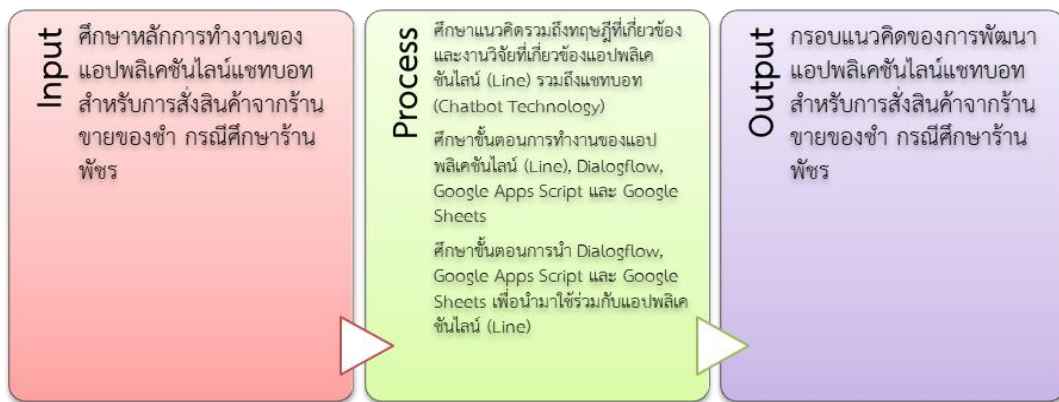 Input
ศึกษาหลักการทำงานของ
แอปพลิเคชันไลน์แชทบอท
สำหรับการสั่งสินค้าจากร้าน
ขายของชำ กรณีศึกษาร้าน
พัชร
Process
ศึกษาแนวคิดรวมถึงทฤษฎีที่เกี่ยวข้อง
และงานวิจัยที่เกี่ยวข้องแอปพลิเค
ชันไลน์ (Line) รวมถึงแชทบอท
(Chatbot Technology)
ศึกษาขั้นตอนการทำงานของแอป
พลิเคชันไลน์ (Line), Dialogflow,
Google Apps Script และ Google
Sheets
ศึกษาขั้นตอนการนำ Dialogflow,
Google Apps Script และ Google
Sheets เพื่อนำมาใช้ร่วมกับแอปพลิเค
ชันไลน์ (Line)
Output
กรอบแนวคิดของการพัฒนา
แอปพลิเคชันไลน์แชทบอท
สำหรับการสั่งสินค้าจากร้าน
ขายของชำ กรณีศึกษาร้าน
พัชร